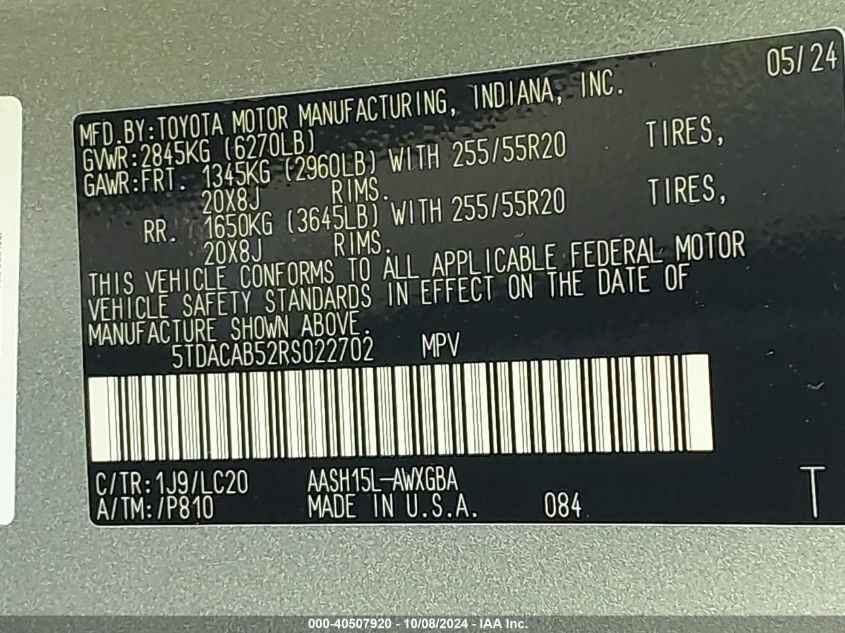 05/24
MFD.BY:TOYOTA MOTOR MANUFACTURING, INDIANA, INC.
GVWR:2845KG (6270LB)
GAWR:FRT. 1345KG (2960LB) WITH 255/55R20 TIRES,
20X8J RIMS.
RR. 1650KG (3645LB) WITH 255/55R20 TIRES,
20X8J RIMS.
THIS VEHICLE CONFORMS TO ALL APPLICABLE FEDERAL MOTOR
VEHICLE SAFETY STANDARDS IN EFFECT ON THE DATE OF
MANUFACTURE SHOWN ABOVE.
5TDACAB52RS022702 MPV
C/TR:1J9/LC20 AASH15L-AWXGBA
A/TM:/P810 MADE IN U.S.A. 084 T
000-40507920 - 10/08/2024 - IAA Inc.